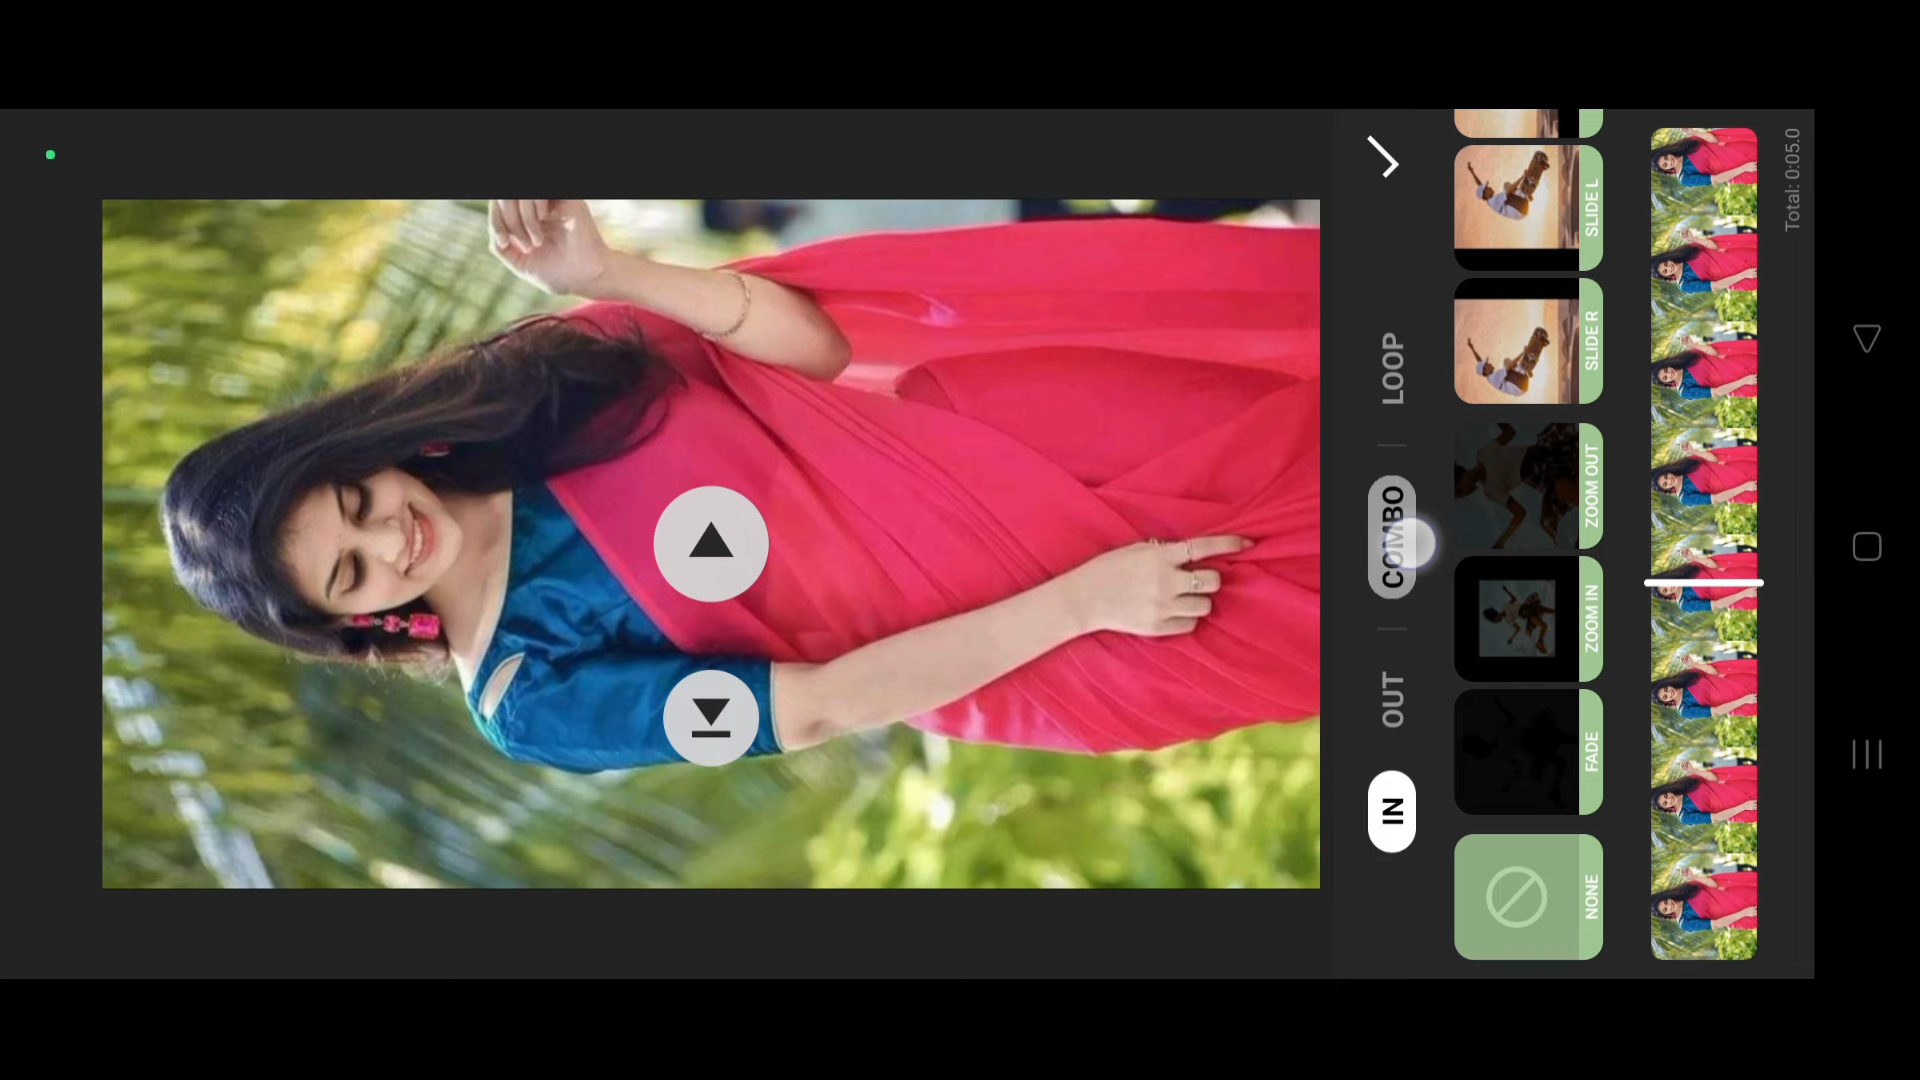 IN
OUT
COMBO
LOOP
NONE
FADE
ZOOM IN
ZOOM OUT
SLIDE R
SLIDE L
Total: 0:05.0